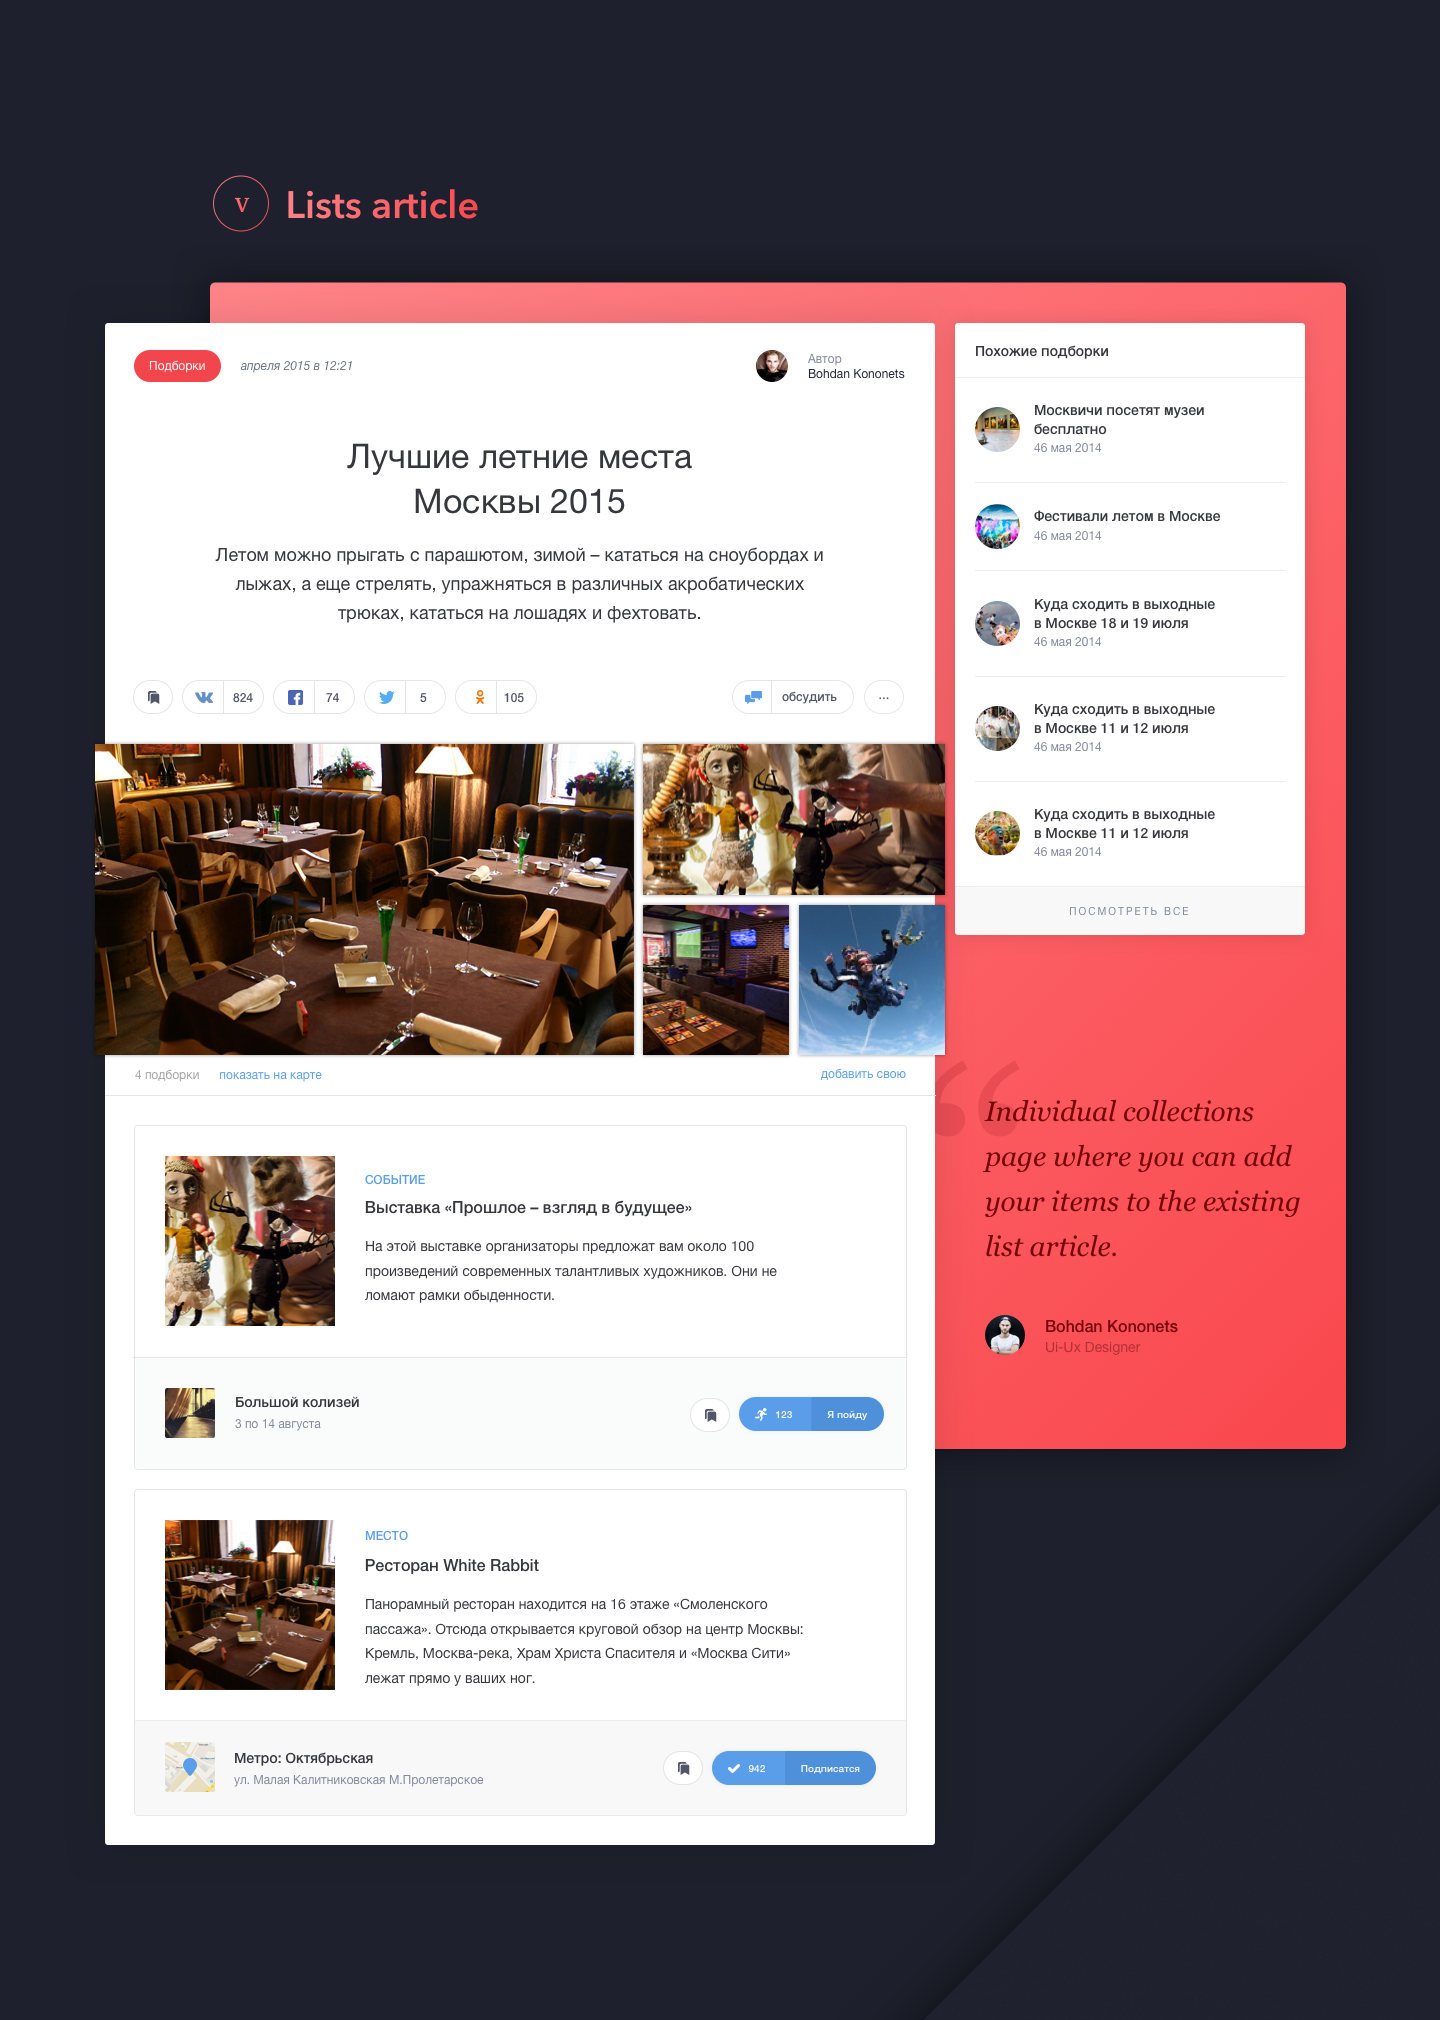 v
Lists article
Подборки
апреля 2015 в 12:21
Автор
Bohdan Kononets
Лучшие летние места
Москвы 2015
Летом можно прыгать с парашютом, зимой – кататься на сноубордах и
лыжах, а еще стрелять, упражняться в различных акробатических
трюках, кататься на лошадях и фехтовать.
824
74
5
105
обсудить
...
4 подборки
показать на карте
добавить свою
СОБЫТИЕ
Выставка «Прошлое – взгляд в будущее»
На этой выставке организаторы предложат вам около 100
произведений современных талантливых художников. Они не
ломают рамки обыденности.
Большой колизей
3 по 14 августа
123
Я пойду
МЕСТО
Ресторан White Rabbit
Панорамный ресторан находится на 16 этаже «Смоленского
пассажа». Отсюда открывается круговой обзор на центр Москвы:
Кремль, Москва-река, Храм Христа Спасителя и «Москва Сити»
лежат прямо у ваших ног.
Метро: Октябрьская
ул. Малая Калитниковская М.Пролетарское
942
Подписатся
Похожие подборки
Москвичи посетят музеи
бесплатно
46 мая 2014
Фестивали летом в Москве
46 мая 2014
Куда сходить в выходные
в Москве 18 и 19 июля
46 мая 2014
Куда сходить в выходные
в Москве 11 и 12 июля
46 мая 2014
Куда сходить в выходные
в Москве 11 и 12 июля
46 мая 2014
ПОСМОТРЕТЬ ВСЕ
“
Individual collections
page where you can add
your items to the existing
list article.
Bohdan Kononets
Ui-Ux Designer